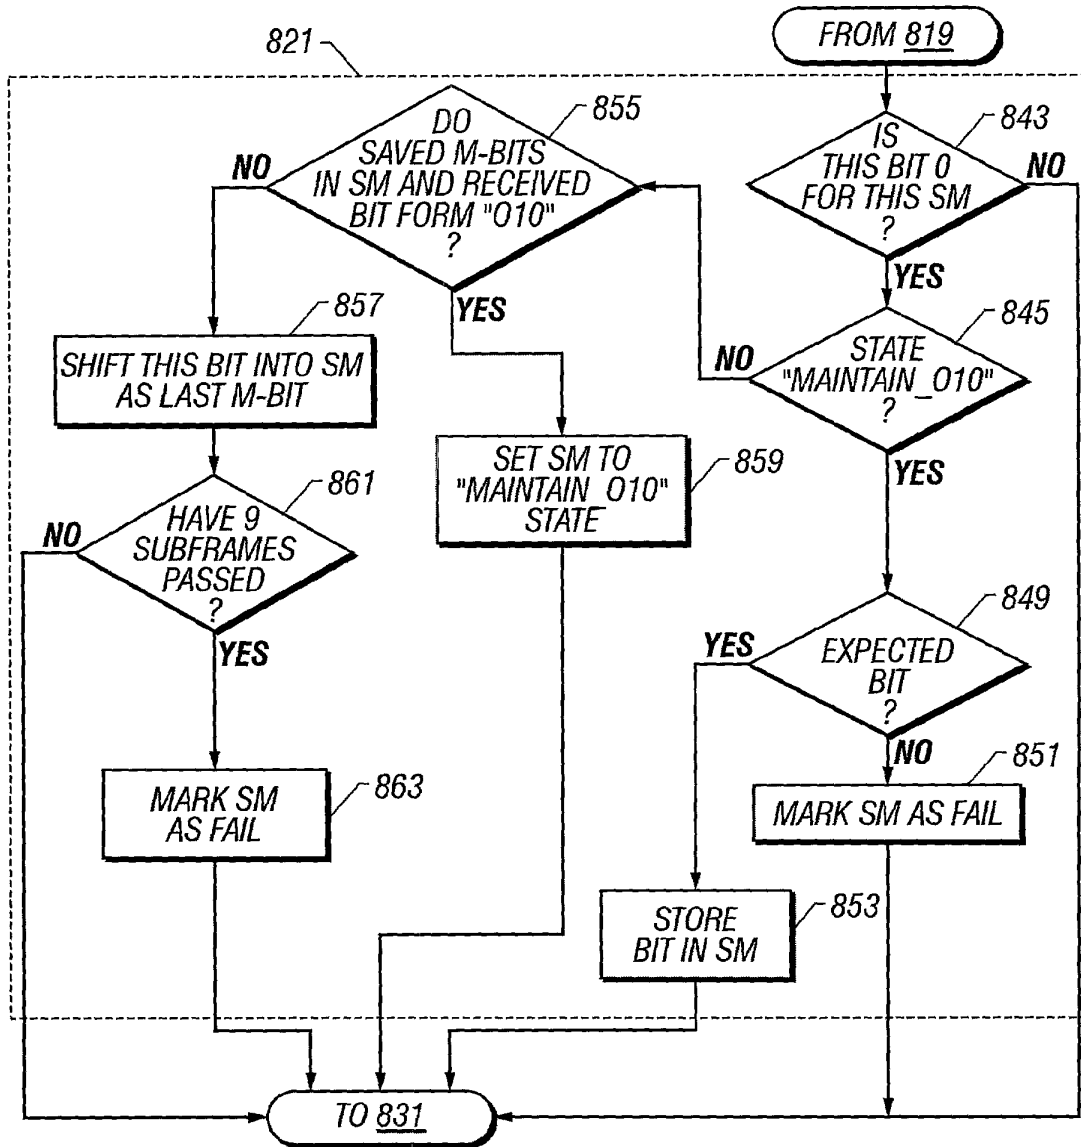 FROM 819
821
IS
THIS BIT 0
FOR THIS SM
?
843
NO
YES
DO
SAVED M-BITS
IN SM AND RECEIVED
BIT FORM "010"
?
855
NO
YES
STATE
"MAINTAIN_010"
?
845
NO
YES
857
SHIFT THIS BIT INTO SM
AS LAST M-BIT
SET SM TO
"MAINTAIN_010"
STATE
859
HAVE 9
SUBFRAMES
PASSED
?
861
NO
YES
EXPECTED
BIT
?
849
YES
NO
MARK SM AS FAIL
851
MARK SM
AS FAIL
863
STORE
BIT IN SM
853
TO 831